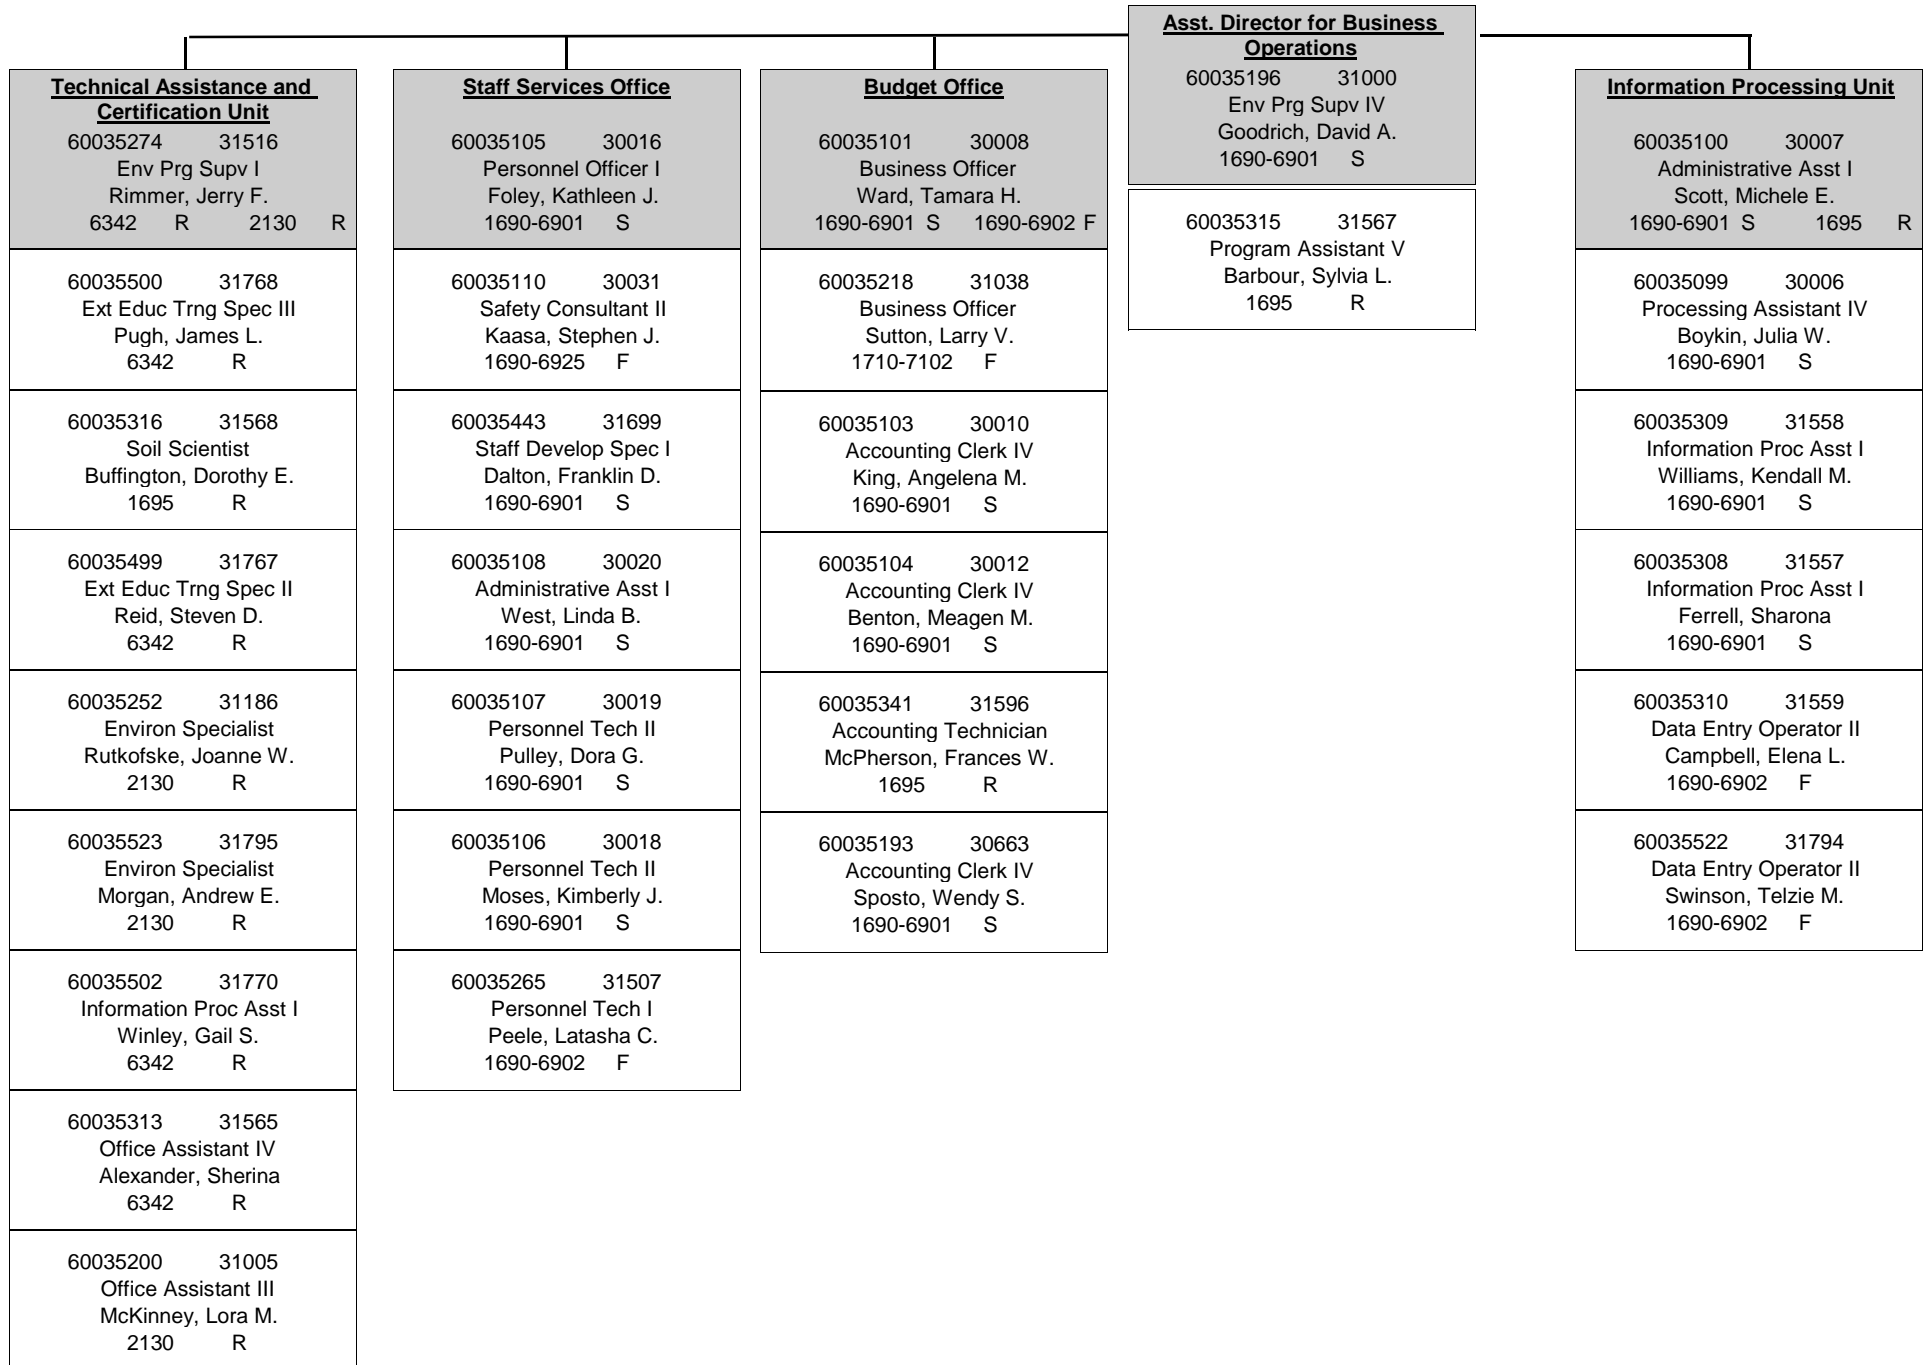 Asst. Director for Business
Operations
60035196 31000
Env Prg Supv IV
Goodrich, David A.
1690-6901 S
60035315 31567
Program Assistant V
Barbour, Sylvia L.
1695 R
Technical Assistance and
Certification Unit
60035274 31516
Env Prg Supv I
Rimmer, Jerry F.
6342 R 2130 R
60035500 31768
Ext Educ Trng Spec III
Pugh, James L.
6342 R
60035316 31568
Soil Scientist
Buffington, Dorothy E.
1695 R
60035499 31767
Ext Educ Trng Spec II
Reid, Steven D.
6342 R
60035252 31186
Environ Specialist
Rutkofske, Joanne W.
2130 R
60035523 31795
Environ Specialist
Morgan, Andrew E.
2130 R
60035502 31770
Information Proc Asst I
Winley, Gail S.
6342 R
60035313 31565
Office Assistant IV
Alexander, Sherina
6342 R
60035200 31005
Office Assistant III
McKinney, Lora M.
2130 R
Staff Services Office
60035105 30016
Personnel Officer I
Foley, Kathleen J.
1690-6901 S
60035110 30031
Safety Consultant II
Kaasa, Stephen J.
1690-6925 F
60035443 31699
Staff Develop Spec I
Dalton, Franklin D.
1690-6901 S
60035108 30020
Administrative Asst I
West, Linda B.
1690-6901 S
60035107 30019
Personnel Tech II
Pulley, Dora G.
1690-6901 S
60035106 30018
Personnel Tech II
Moses, Kimberly J.
1690-6901 S
60035265 31507
Personnel Tech I
Peele, Latasha C.
1690-6902 F
Budget Office
60035101 30008
Business Officer
Ward, Tamara H.
1690-6901 S 1690-6902 F
60035218 31038
Business Officer
Sutton, Larry V.
1710-7102 F
60035103 30010
Accounting Clerk IV
King, Angelena M.
1690-6901 S
60035104 30012
Accounting Clerk IV
Benton, Meagen M.
1690-6901 S
60035341 31596
Accounting Technician
McPherson, Frances W.
1695 R
60035193 30663
Accounting Clerk IV
Sposto, Wendy S.
1690-6901 S
Information Processing Unit
60035100 30007
Administrative Asst I
Scott, Michele E.
1690-6901 S 1695 R
60035099 30006
Processing Assistant IV
Boykin, Julia W.
1690-6901 S
60035309 31558
Information Proc Asst I
Williams, Kendall M.
1690-6901 S
60035308 31557
Information Proc Asst I
Ferrell, Sharona
1690-6901 S
60035310 31559
Data Entry Operator II
Campbell, Elena L.
1690-6902 F
60035522 31794
Data Entry Operator II
Swinson, Telzie M.
1690-6902 F